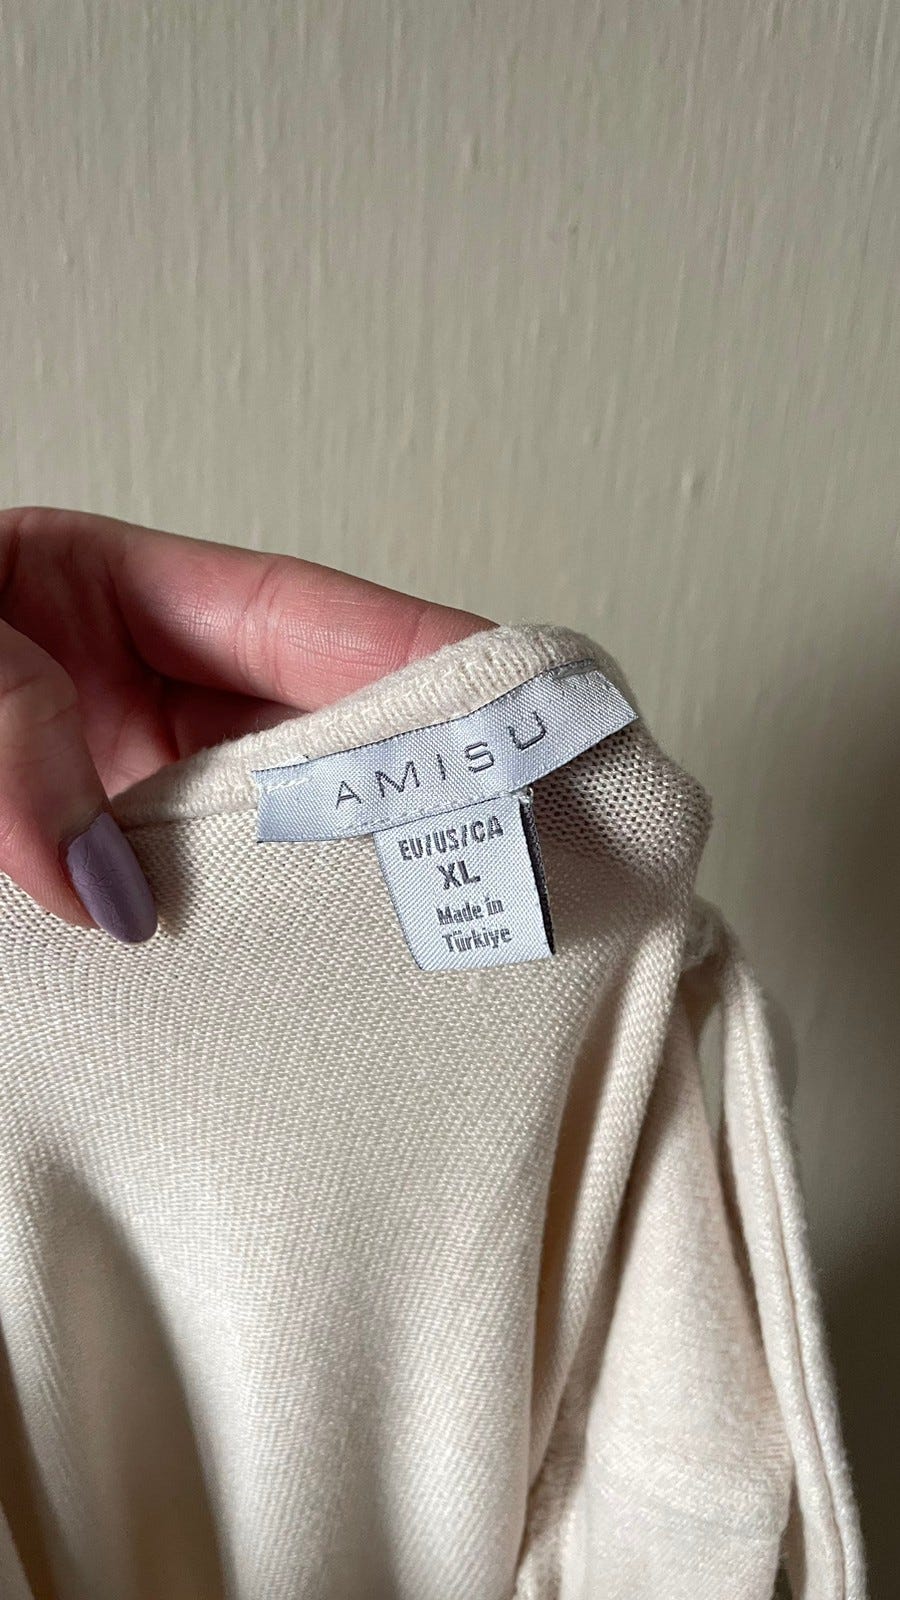 AMISU
EU/US/CA
XL
Made in
Türkiye